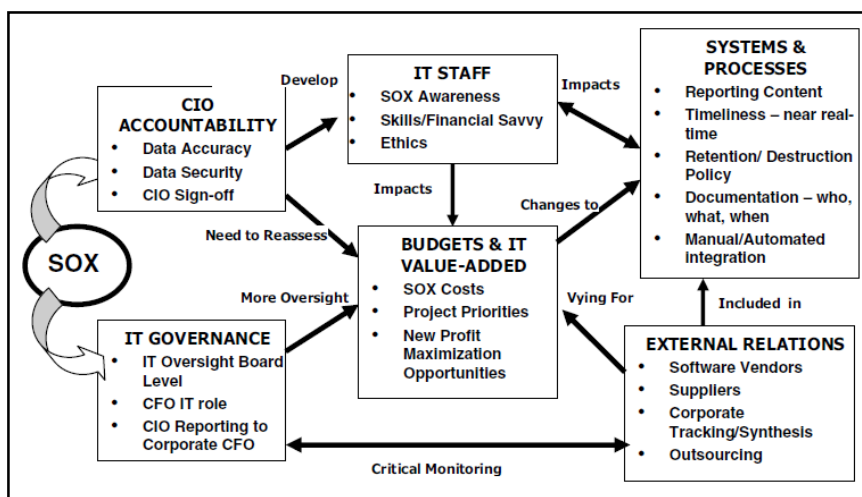 SOX
CIO
ACCOUNTABILITY
• Data Accuracy
• Data Security
• CIO Sign-off
Develop
Need to Reassess
IT GOVERNANCE
• IT Oversight Board
Level
• CFO IT role
• CIO Reporting to
Corporate CFO
More Oversight
IT STAFF
• SOX Awareness
• Skills/Financial Savvy
• Ethics
Impacts
Impacts
BUDGETS & IT
VALUE-ADDED
• SOX Costs
• Project Priorities
• New Profit
Maximization
Opportunities
Changes to
Vying For
SYSTEMS &
PROCESSES
• Reporting Content
• Timeliness – near real-
time
• Retention/ Destruction
Policy
• Documentation – who,
what, when
• Manual/Automated
integration
Included in
EXTERNAL RELATIONS
• Software Vendors
• Suppliers
• Corporate
Tracking/Synthesis
• Outsourcing
Critical Monitoring